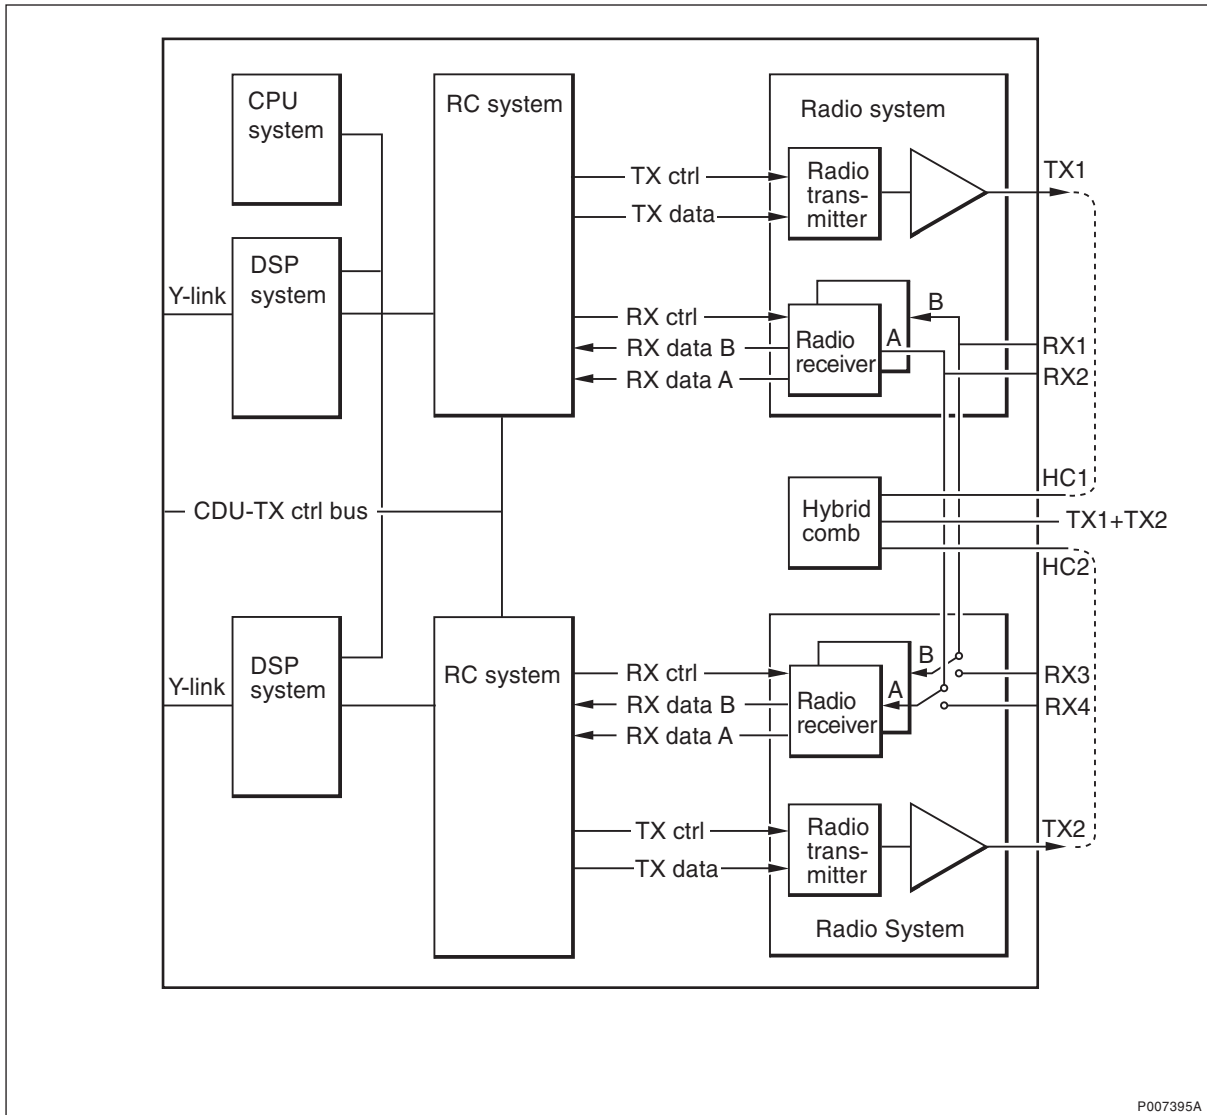 CPU
system
RC system
Radio system
TX ctrl
Radio
trans-
mitter
TX1
TX data
DSP
system
Y-link
RX ctrl
B
RX data B
Radio
receiver
A
RX1
RX data A
RX2
HC1
CDU-TX ctrl bus
Hybrid
comb
TX1+TX2
HC2
DSP
system
RC system
RX ctrl
B
RX3
Y-link
RX data B
Radio
receiver
A
RX4
RX data A
TX ctrl
Radio
trans-
mitter
TX2
TX data
Radio System
P007395A